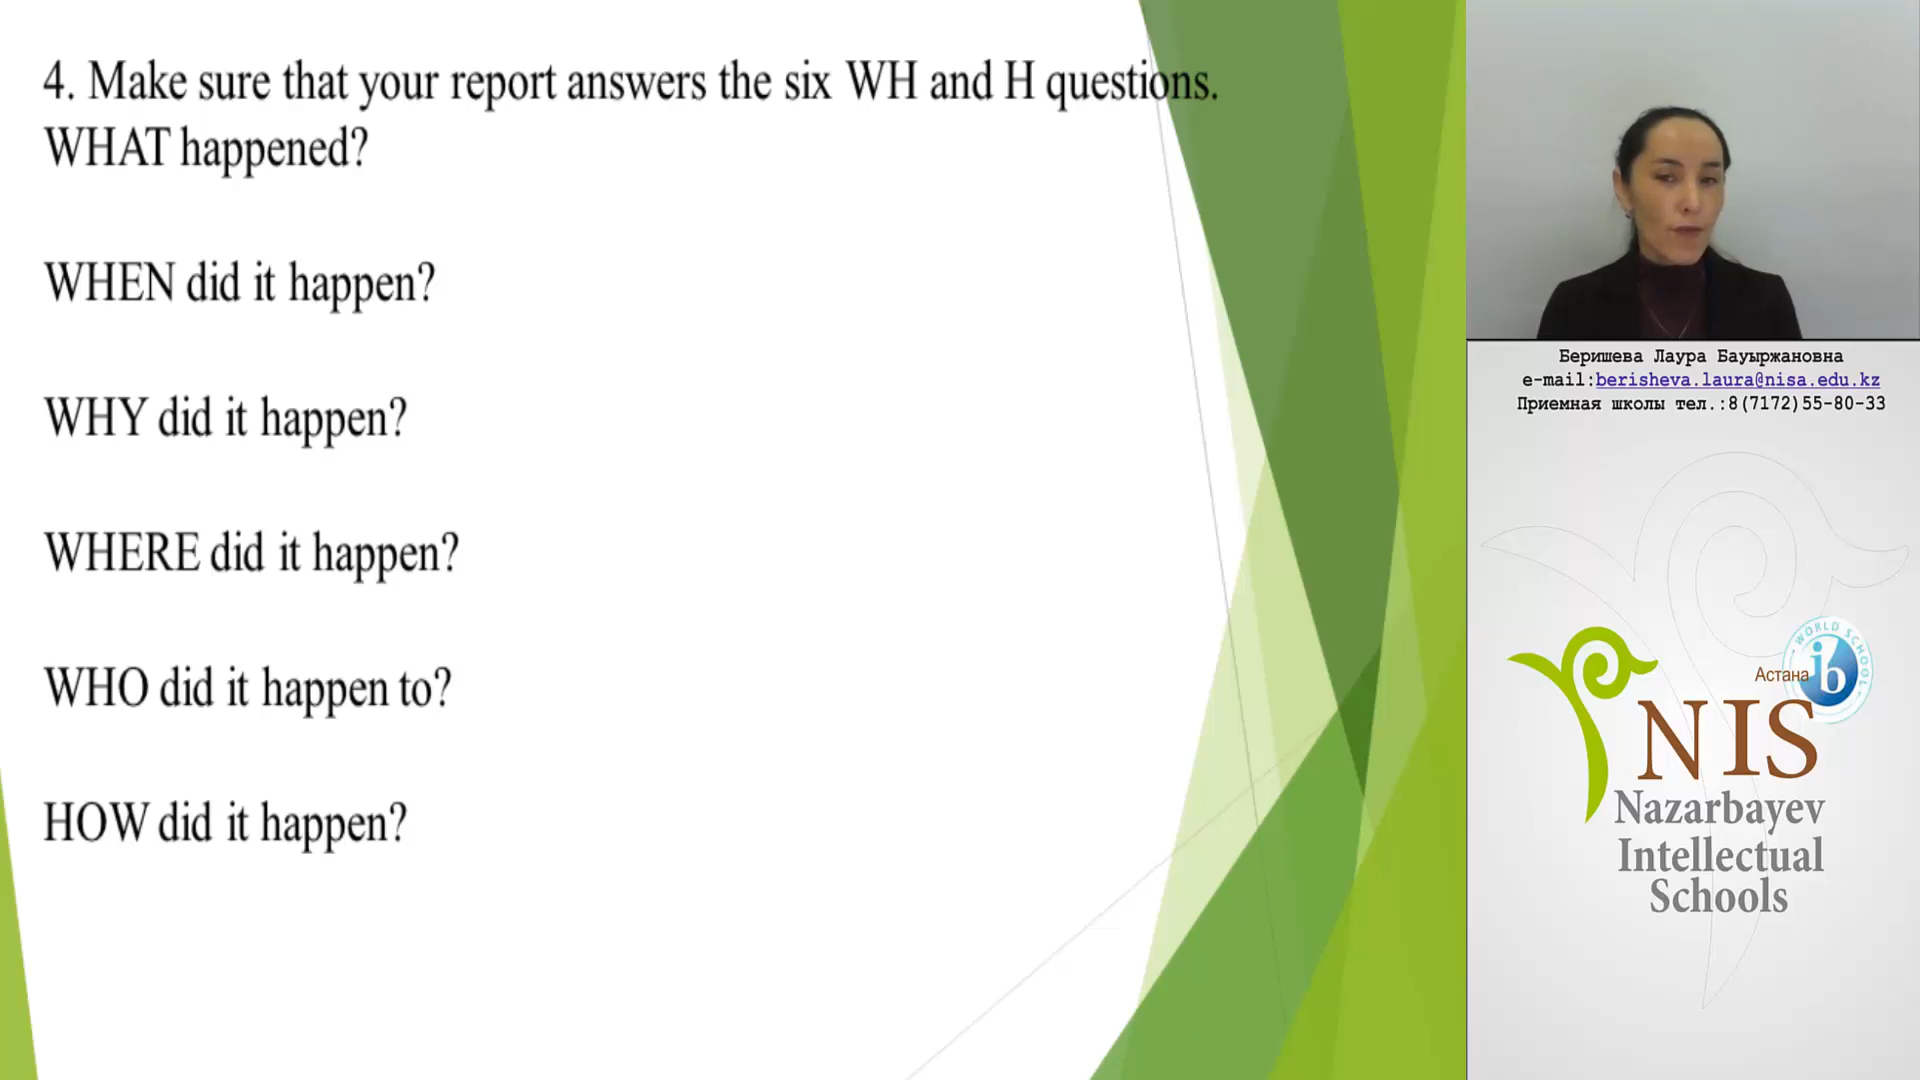 4. Make sure that your report answers the six WH and H questions.
WHAT happened?
WHEN did it happen?
WHY did it happen?
WHERE did it happen?
WHO did it happen to?
HOW did it happen?
Беришева Лаура Бауыржановна
e-mail:berisheva.laura@nisa.edu.kz
Приемная школы тел.:8(7172)55-80-33
WORLD SCHOOL
Астана
ib
NIS
Nazarbayev
Intellectual
Schools